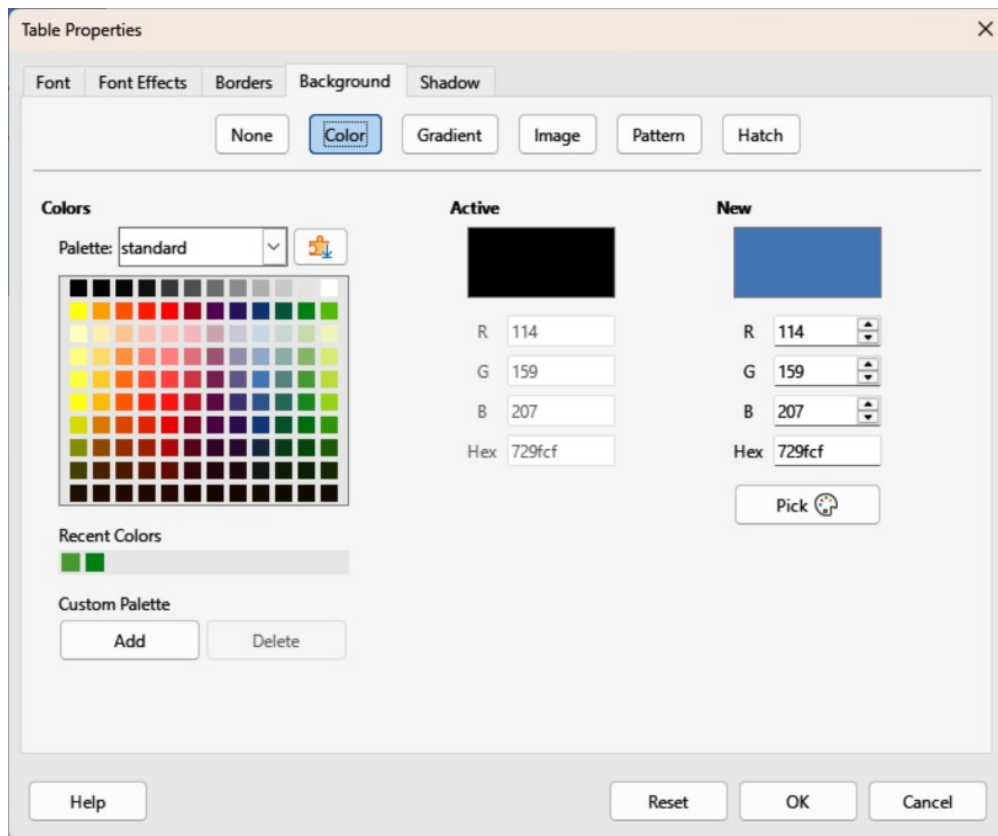 Table Properties
Font Font Effects Borders Background Shadow
None Color Gradient Image Pattern Hatch
Colors
Palette: standard
Recent Colors
Custom Palette
Add Delete
Active
R 114
G 159
B 207
Hex 729fcf
New
R 114
G 159
B 207
Hex 729fcf
Pick
Help Reset OK Cancel